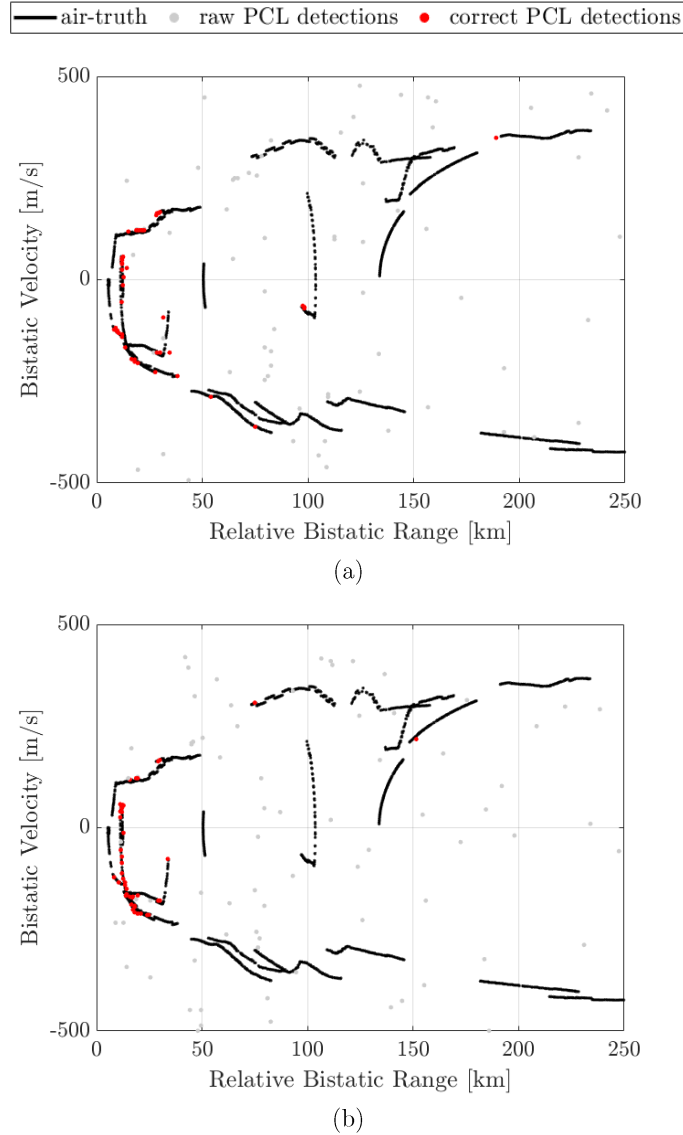 air-truth raw PCL detections correct PCL detections
500
0
-500
Bistatic Velocity [m/s]
0 50 100 150 200 250
Relative Bistatic Range [km]
(a)
500
0
-500
Bistatic Velocity [m/s]
0 50 100 150 200 250
Relative Bistatic Range [km]
(b)